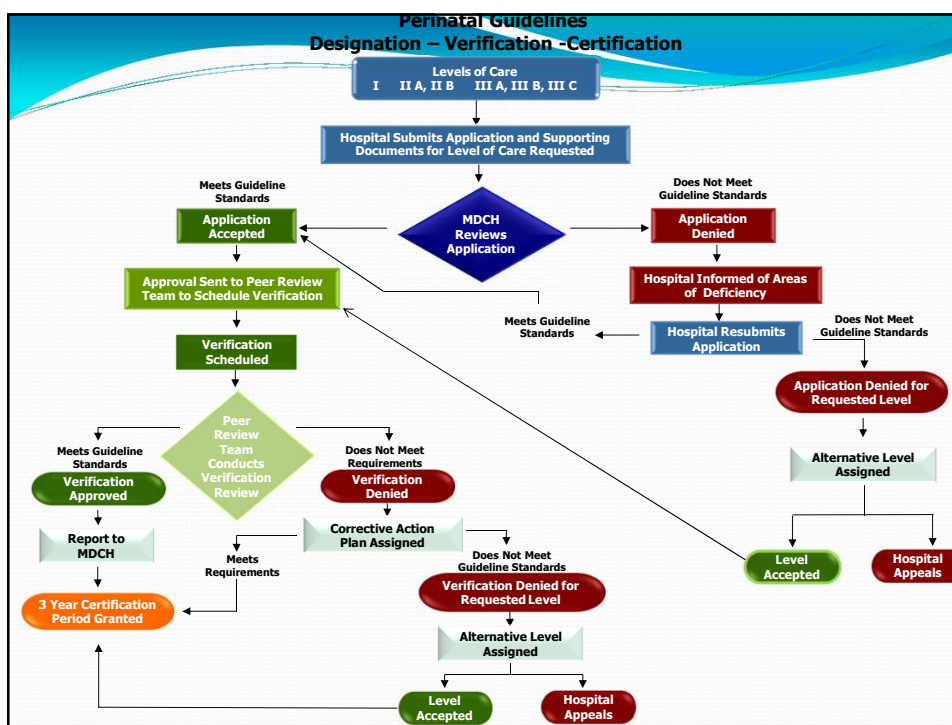 Perinatal Guidelines
Designation – Verification -Certification
Levels of Care
I II A, II B III A, III B, III C
Hospital Submits Application and Supporting
Documents for Level of Care Requested
Meets Guideline
Standards
Does Not Meet
Guideline Standards
Application
Accepted
MDCH
Reviews
Application
Application
Denied
Approval Sent to Peer Review
Team to Schedule Verification
Hospital Informed of Areas
of Deficiency
Meets Guideline
Standards
Does Not Meet
Guideline Standards
Verification
Scheduled
Hospital Resubmits
Application
Application Denied for
Requested Level
Peer
Review
Team
Conducts
Verification
Review
Meets Guideline
Standards
Does Not Meet
Requirements
Alternative Level
Assigned
Verification
Approved
Verification
Denied
Report to
MDCH
Corrective Action
Plan Assigned
Meets
Requirements
Does Not Meet
Guideline Standards
Level
Accepted
Hospital
Appeals
3 Year Certification
Period Granted
Verification Denied for
Requested Level
Alternative Level
Assigned
Level
Accepted
Hospital
Appeals